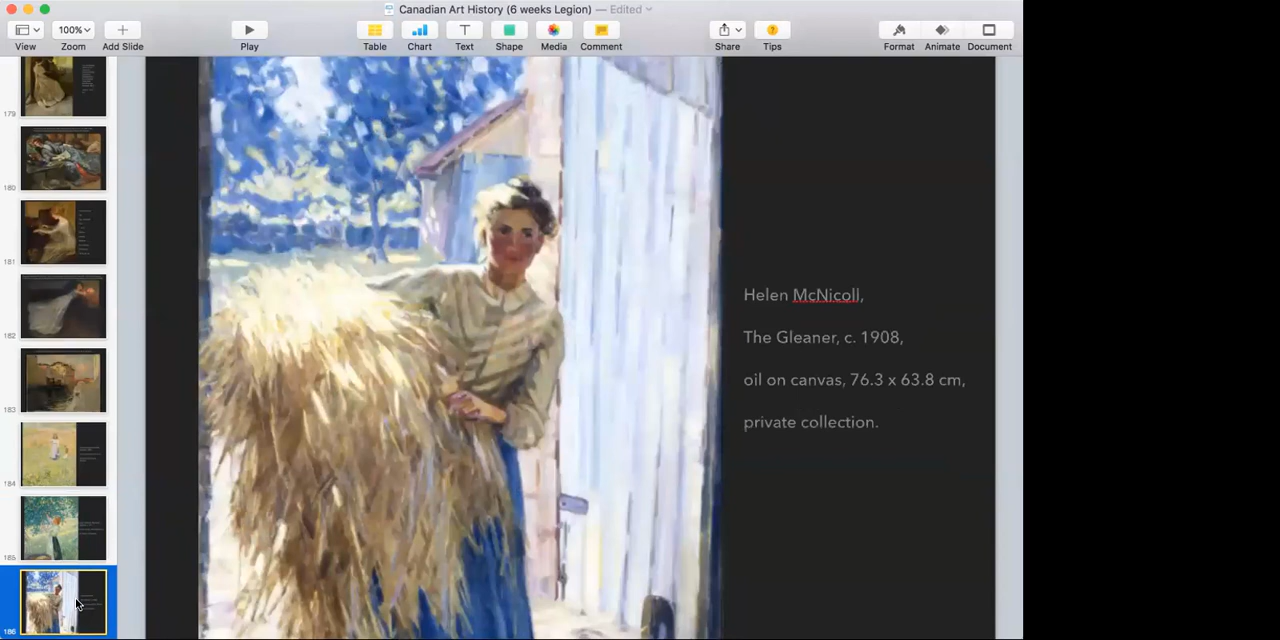 Canadian Art History (6 weeks Legion) — Edited
100%
View
Zoom
Add Slide
Play
Table
Chart
Text
Shape
Media
Comment
Share
Tips
Format
Animate
Document
179
180
181
182
183
184
185
186
Helen McNicoll,
The Gleaner, c. 1908,
oil on canvas, 76.3 x 63.8 cm,
private collection.